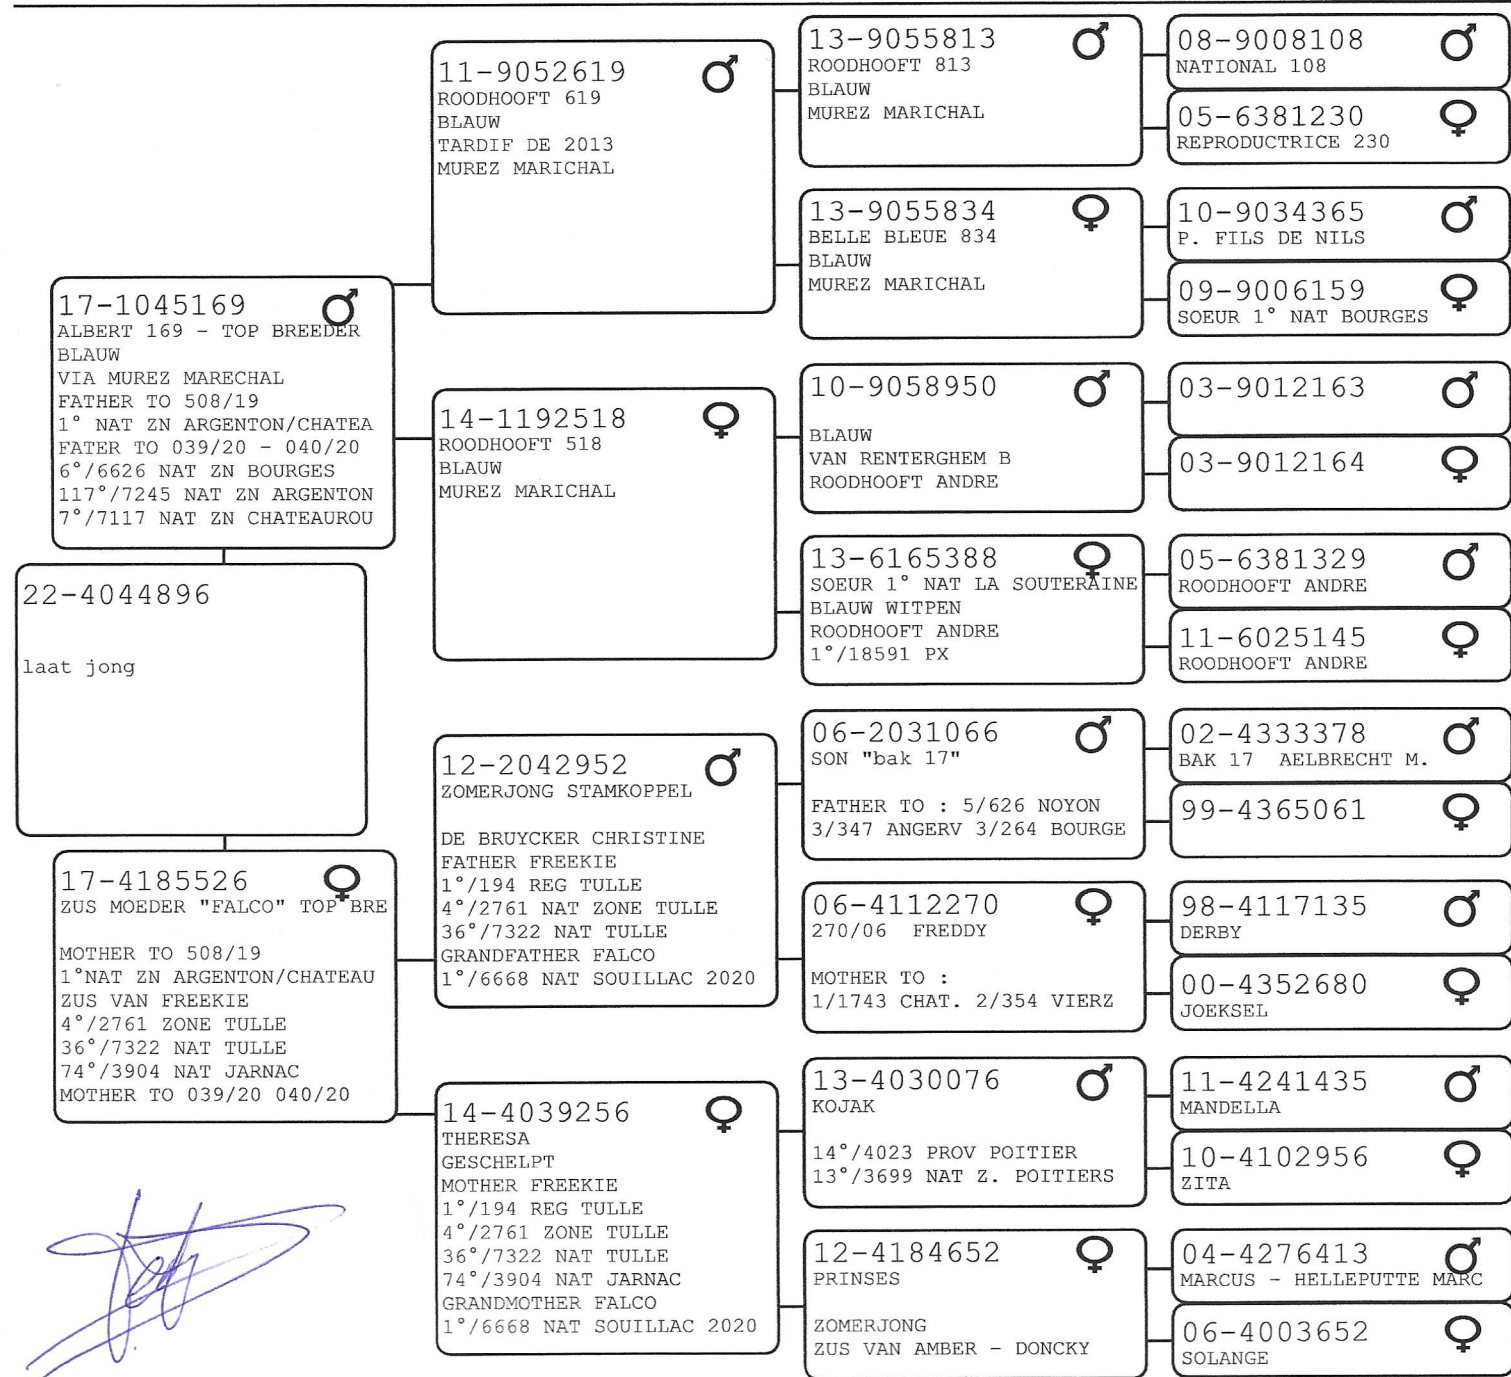 22-4044896
laat jong
17-1045169
ALBERT 169 - TOP BREEDER
BLAUW
VIA MUREZ MARECHAL
FATHER TO 508/19
1° NAT ZN ARGENTON/CHATEA
FATER TO 039/20 - 040/20
6°/6626 NAT ZN BOURGES
117°/7245 NAT ZN ARGENTON
7°/7117 NAT ZN CHATEAUROU
17-4185526
ZUS MOEDER "FALCO" TOP BRE
MOTHER TO 508/19
1°NAT ZN ARGENTON/CHATEAU
ZUS VAN FREEKIE
4°/2761 ZONE TULLE
36°/7322 NAT TULLE
74°/3904 NAT JARNAC
MOTHER TO 039/20 040/20
11-9052619
ROODHOOFT 619
BLAUW
TARDIF DE 2013
MUREZ MARICHAL
14-1192518
ROODHOOFT 518
BLAUW
MUREZ MARICHAL
12-2042952
ZOMERJONG STAMKOPPEL
DE BRUYCKER CHRISTINE
FATHER FREEKIE
1°/194 REG TULLE
4°/2761 NAT ZONE TULLE
36°/7322 NAT TULLE
GRANDFATHER FALCO
1°/6668 NAT SOUILLAC 2020
14-4039256
THERESA
GESCHELPT
MOTHER FREEKIE
1°/194 REG TULLE
4°/2761 ZONE TULLE
36°/7322 NAT TULLE
74°/3904 NAT JARNAC
GRANDMOTHER FALCO
1°/6668 NAT SOUILLAC 2020
13-9055813
ROODHOOFT 813
BLAUW
MUREZ MARICHAL
13-9055834
BELLE BLEUE 834
BLAUW
MUREZ MARICHAL
10-9058950
BLAUW
VAN RENTERGHEM B
ROODHOOFT ANDRE
13-6165388
SOEUR 1° NAT LA SOUTERAINE
BLAUW WITPEN
ROODHOOFT ANDRE
1°/18591 PX
06-2031066
SON "bak 17"
FATHER TO : 5/626 NOYON
3/347 ANGERV 3/264 BOURGE
06-4112270
270/06 FREDDY
MOTHER TO :
1/1743 CHAT. 2/354 VIERZ
13-4030076
KOJAK
14°/4023 PROV POITIER
13°/3699 NAT Z. POITIERS
12-4184652
PRINSES
ZOMERJONG
ZUS VAN AMBER - DONCKY
08-9008108
NATIONAL 108
05-6381230
REPRODUCTRICE 230
10-9034365
P. FILS DE NILS
09-9006159
SOEUR 1° NAT BOURGES
03-9012163
03-9012164
05-6381329
ROODHOOFT ANDRE
11-6025145
ROODHOOFT ANDRE
02-4333378
BAK 17 AELBRECHT M.
99-4365061
98-4117135
DERBY
00-4352680
JOEKSEL
11-4241435
MANDELLA
10-4102956
ZITA
04-4276413
MARCUS - HELLEPUTTE MARC
06-4003652
SOLANGE